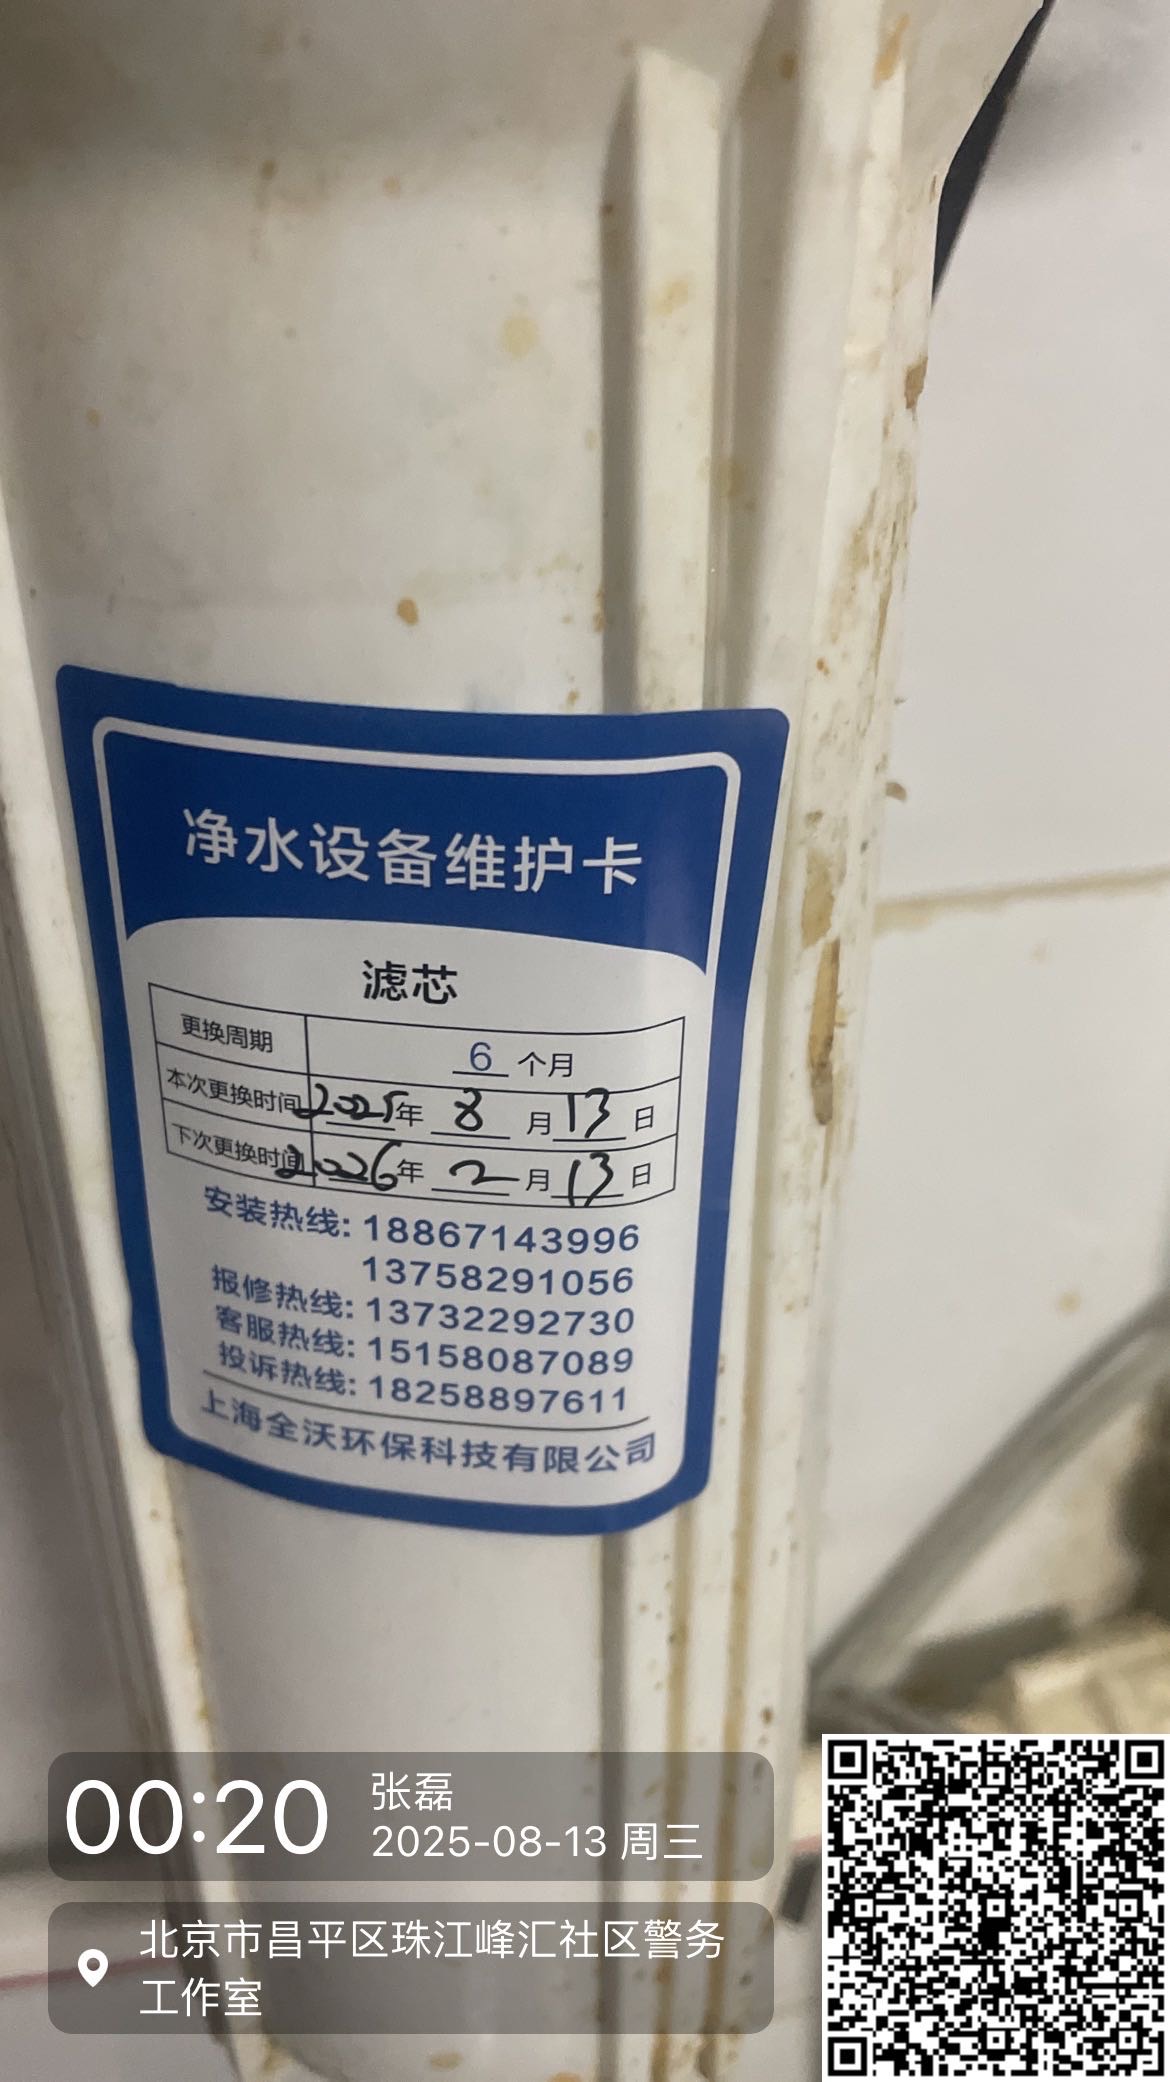 净水设备维护卡
滤芯
更换周期 6 个月
本次更换时间 2025年 8 月 13 日
下次更换时间 2026年 2 月 13 日
安装热线: 18867143996
13758291056
报修热线: 13732292730
客服热线: 15158087089
投诉热线: 18258897611
上海全沃环保科技有限公司
00:20
张磊
2025-08-13 周三
北京市昌平区珠江峰汇社区警务
工作室